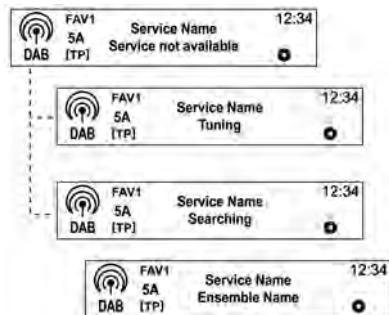 FAV1 Service Name 12:34
5A Service not available
DAB [TP]
FAV1 Service Name 12:34
5A Tuning
DAB [TP]
FAV1 Service Name 12:34
5A Searching
DAB [TP]
FAV1 Service Name 12:34
5A Ensemble Name
DAB [TP]